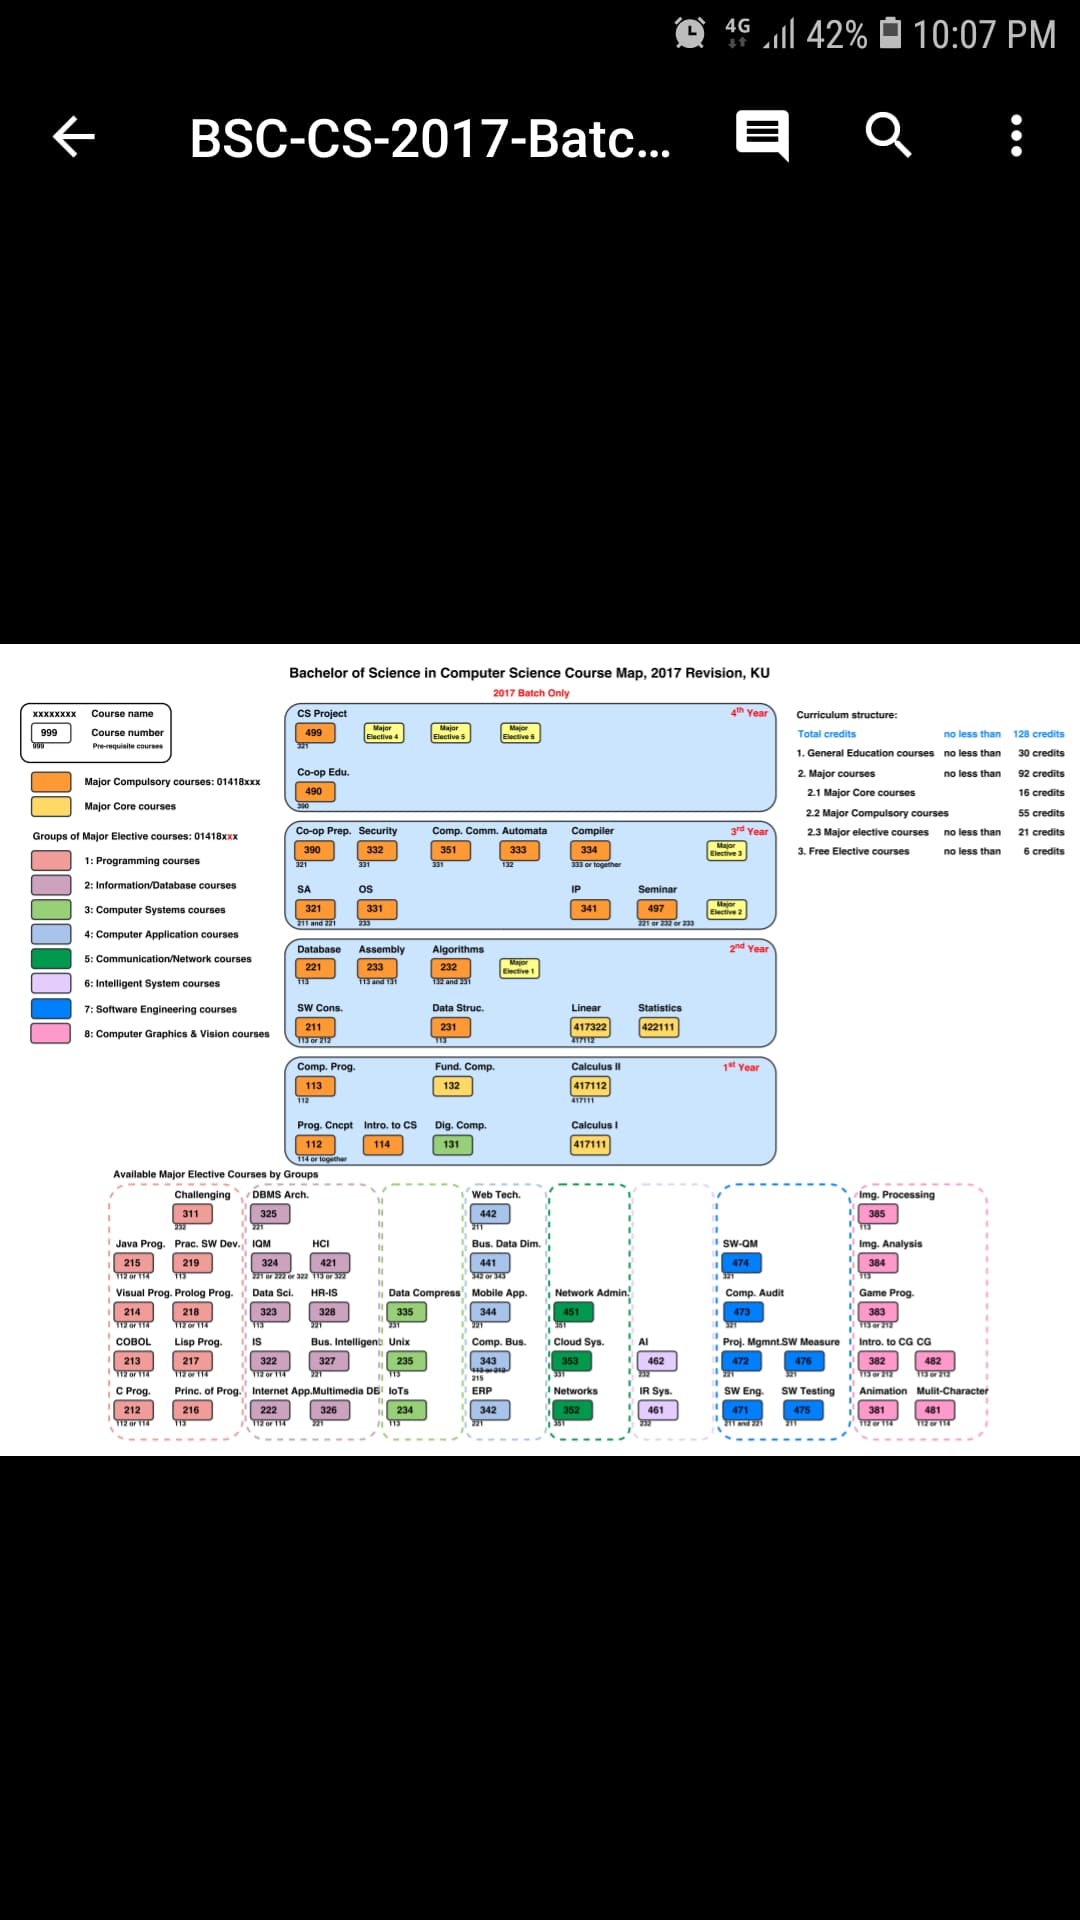 4G 42% 10:07 PM
BSC-CS-2017-Batc...
Bachelor of Science in Computer Science Course Map, 2017 Revision, KU
2017 Batch Only
xxxxxxxx Course name
999 Course number
999 Pre-requisite courses
Major Compulsory courses: 01418xxx
Major Core courses
Groups of Major Elective courses: 01418xxx
1: Programming courses
2: Information/Database courses
3: Computer Systems courses
4: Computer Application courses
5: Communication/Network courses
6: Intelligent System courses
7: Software Engineering courses
8: Computer Graphics & Vision courses
CS Project 4th Year
499 Major Elective 4 Major Elective 5 Major Elective 6
321
Co-op Edu.
490
390
Co-op Prep. Security Comp. Comm. Automata Compiler 3rd Year
390 332 351 333 334 Major Elective 3
321 331 331 132 333 or together
SA OS IP Seminar
321 331 341 497 Major Elective 2
211 and 221 233 221 or 232 or 233
Database Assembly Algorithms 2nd Year
221 233 232 Major Elective 1
113 113 and 131 132 and 231
SW Cons. Data Struc. Linear Statistics
211 231 417322 422111
113 or 212 113 417112
Comp. Prog. Fund. Comp. Calculus II 1st Year
113 132 417112
112 417111
Prog. Cncpt Intro. to CS Dig. Comp. Calculus I
112 114 131 417111
114 or together
Curriculum structure:
Total credits no less than 128 credits
1. General Education courses no less than 30 credits
2. Major courses no less than 92 credits
2.1 Major Core courses 16 credits
2.2 Major Compulsory courses 55 credits
2.3 Major elective courses no less than 21 credits
3. Free Elective courses no less than 6 credits
Available Major Elective Courses by Groups
Challenging DBMS Arch. Web Tech. Img. Processing
311 325 442 385
232 221 211 113
Java Prog. Prac. SW Dev. IQM HCI Bus. Data Dim. SW-QM Img. Analysis
215 219 324 421 441 474 384
112 or 114 113 221 or 222 or 322 113 or 322 342 or 343 321 113
Visual Prog. Prolog Prog. Data Sci. HR-IS Data Compress Mobile App. Network Admin. Comp. Audit Game Prog.
214 218 323 328 335 344 451 473 383
112 or 114 112 or 114 113 221 231 221 351 321 113 or 212
COBOL Lisp Prog. IS Bus. Intelligent Unix Comp. Bus. Cloud Sys. AI Proj. Mgmnt. SW Measure Intro. to CG CG
213 217 322 327 235 343 353 462 472 476 382 482
112 or 114 112 or 114 112 or 114 221 113 113 or 212 331 232 221 321 113 or 212 113 or 212
215
C Prog. Princ. of Prog. Internet App. Multimedia DB IoTs ERP Networks IR Sys. SW Eng. SW Testing Animation Mulit-Character
212 216 222 326 234 342 352 461 471 475 381 481
112 or 114 113 112 or 114 221 113 221 351 232 211 and 221 211 112 or 114 112 or 114